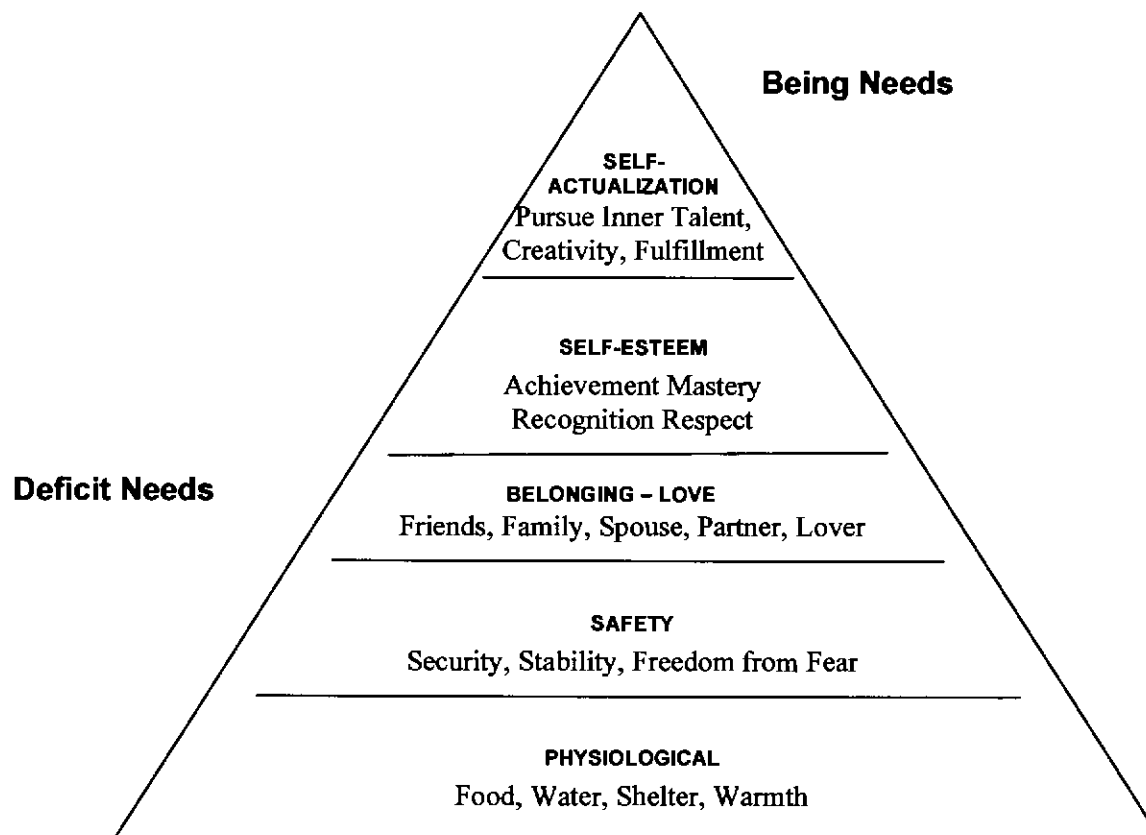 Being Needs
SELF-
ACTUALIZATION
Pursue Inner Talent,
Creativity, Fulfillment
SELF-ESTEEM
Achievement Mastery
Recognition Respect
Deficit Needs
BELONGING – LOVE
Friends, Family, Spouse, Partner, Lover
SAFETY
Security, Stability, Freedom from Fear
PHYSIOLOGICAL
Food, Water, Shelter, Warmth